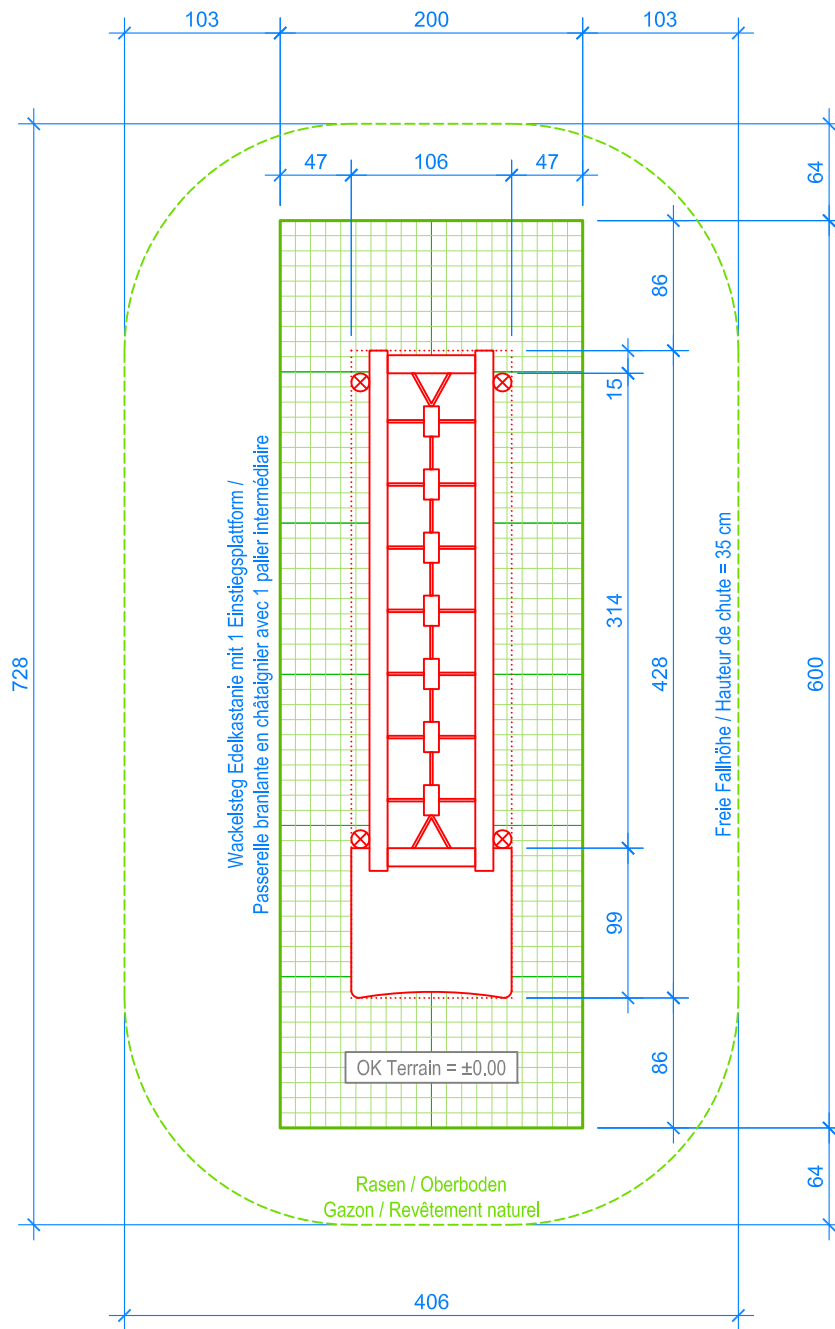 103
200
103
47
106
47
64
86
15
Wackelsteg Edelkastanie mit 1 Einstiegsplattform /
Passerelle branlante en châtaignier avec 1 palier intermédiaire
Freie Fallhöhe / Hauteur de chute = 35 cm
314
428
728
600
99
OK Terrain = ±0.00
86
64
Rasen / Oberboden
Gazon / Revêtement naturel
406